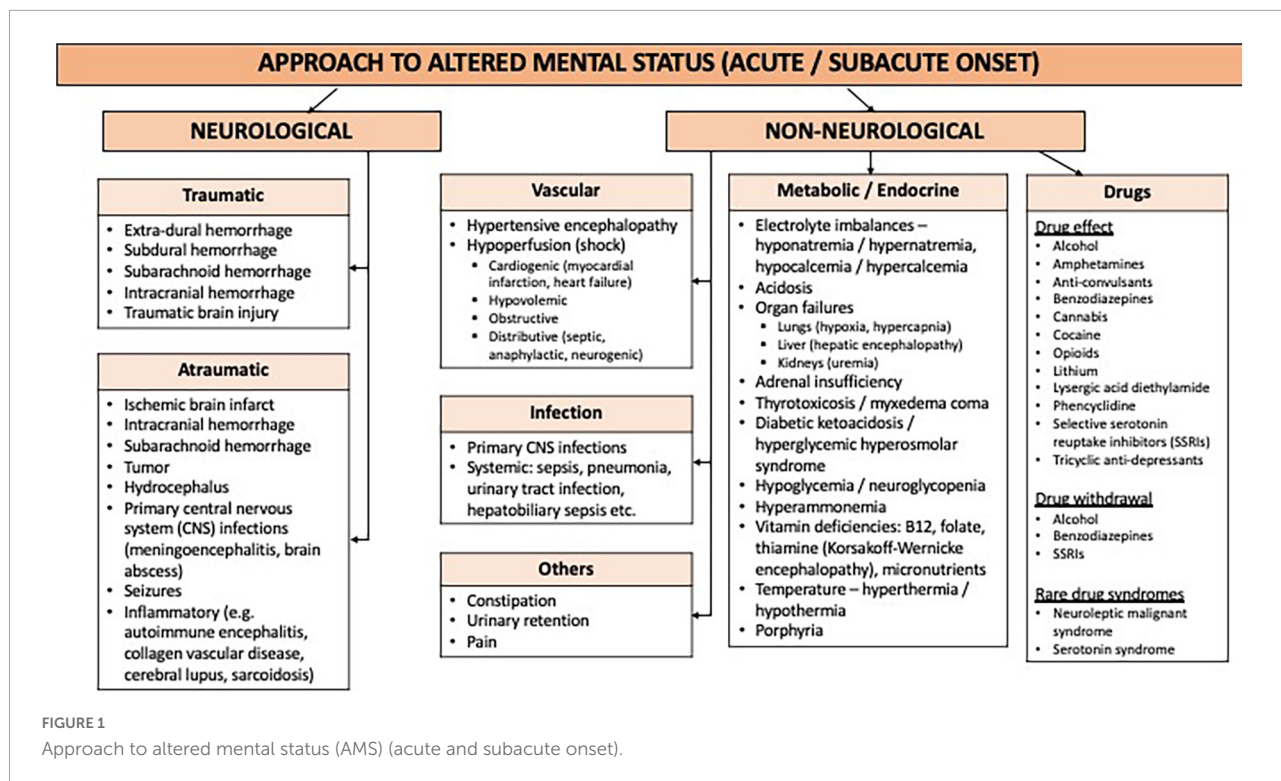 APPROACH TO ALTERED MENTAL STATUS (ACUTE / SUBACUTE ONSET)
NEUROLOGICAL
Traumatic
• Extra-dural hemorrhage
• Subdural hemorrhage
• Subarachnoid hemorrhage
• Intracranial hemorrhage
• Traumatic brain injury
Atraumatic
• Ischemic brain infarct
• Intracranial hemorrhage
• Subarachnoid hemorrhage
• Tumor
• Hydrocephalus
• Primary central nervous
system (CNS) infections
(meningoencephalitis, brain
abscess)
• Seizures
• Inflammatory (e.g.
autoimmune encephalitis,
collagen vascular disease,
cerebral lupus, sarcoidosis)
NON-NEUROLOGICAL
Vascular
• Hypertensive encephalopathy
• Hypoperfusion (shock)
• Cardiogenic (myocardial
infarction, heart failure)
• Hypovolemic
• Obstructive
• Distributive (septic,
anaphylactic, neurogenic)
Infection
• Primary CNS infections
• Systemic: sepsis, pneumonia,
urinary tract infection,
hepatobiliary sepsis etc.
Others
• Constipation
• Urinary retention
• Pain
Metabolic / Endocrine
• Electrolyte imbalances –
hyponatremia / hypernatremia,
hypocalcemia / hypercalcemia
• Acidosis
• Organ failures
• Lungs (hypoxia, hypercapnia)
• Liver (hepatic encephalopathy)
• Kidneys (uremia)
• Adrenal insufficiency
• Thyrotoxicosis / myxedema coma
• Diabetic ketoacidosis /
hyperglycemic hyperosmolar
syndrome
• Hypoglycemia / neuroglycopenia
• Hyperammonemia
• Vitamin deficiencies: B12, folate,
thiamine (Korsakoff-Wernicke
encephalopathy), micronutrients
• Temperature – hyperthermia /
hypothermia
• Porphyria
Drugs
Drug effect
• Alcohol
• Amphetamines
• Anti-convulsants
• Benzodiazepines
• Cannabis
• Cocaine
• Opioids
• Lithium
• Lysergic acid diethylamide
• Phencyclidine
• Selective serotonin
reuptake inhibitors (SSRIs)
• Tricyclic anti-depressants
Drug withdrawal
• Alcohol
• Benzodiazepines
• SSRIs
Rare drug syndromes
• Neuroleptic malignant
syndrome
• Serotonin syndrome
FIGURE 1
Approach to altered mental status (AMS) (acute and subacute onset).